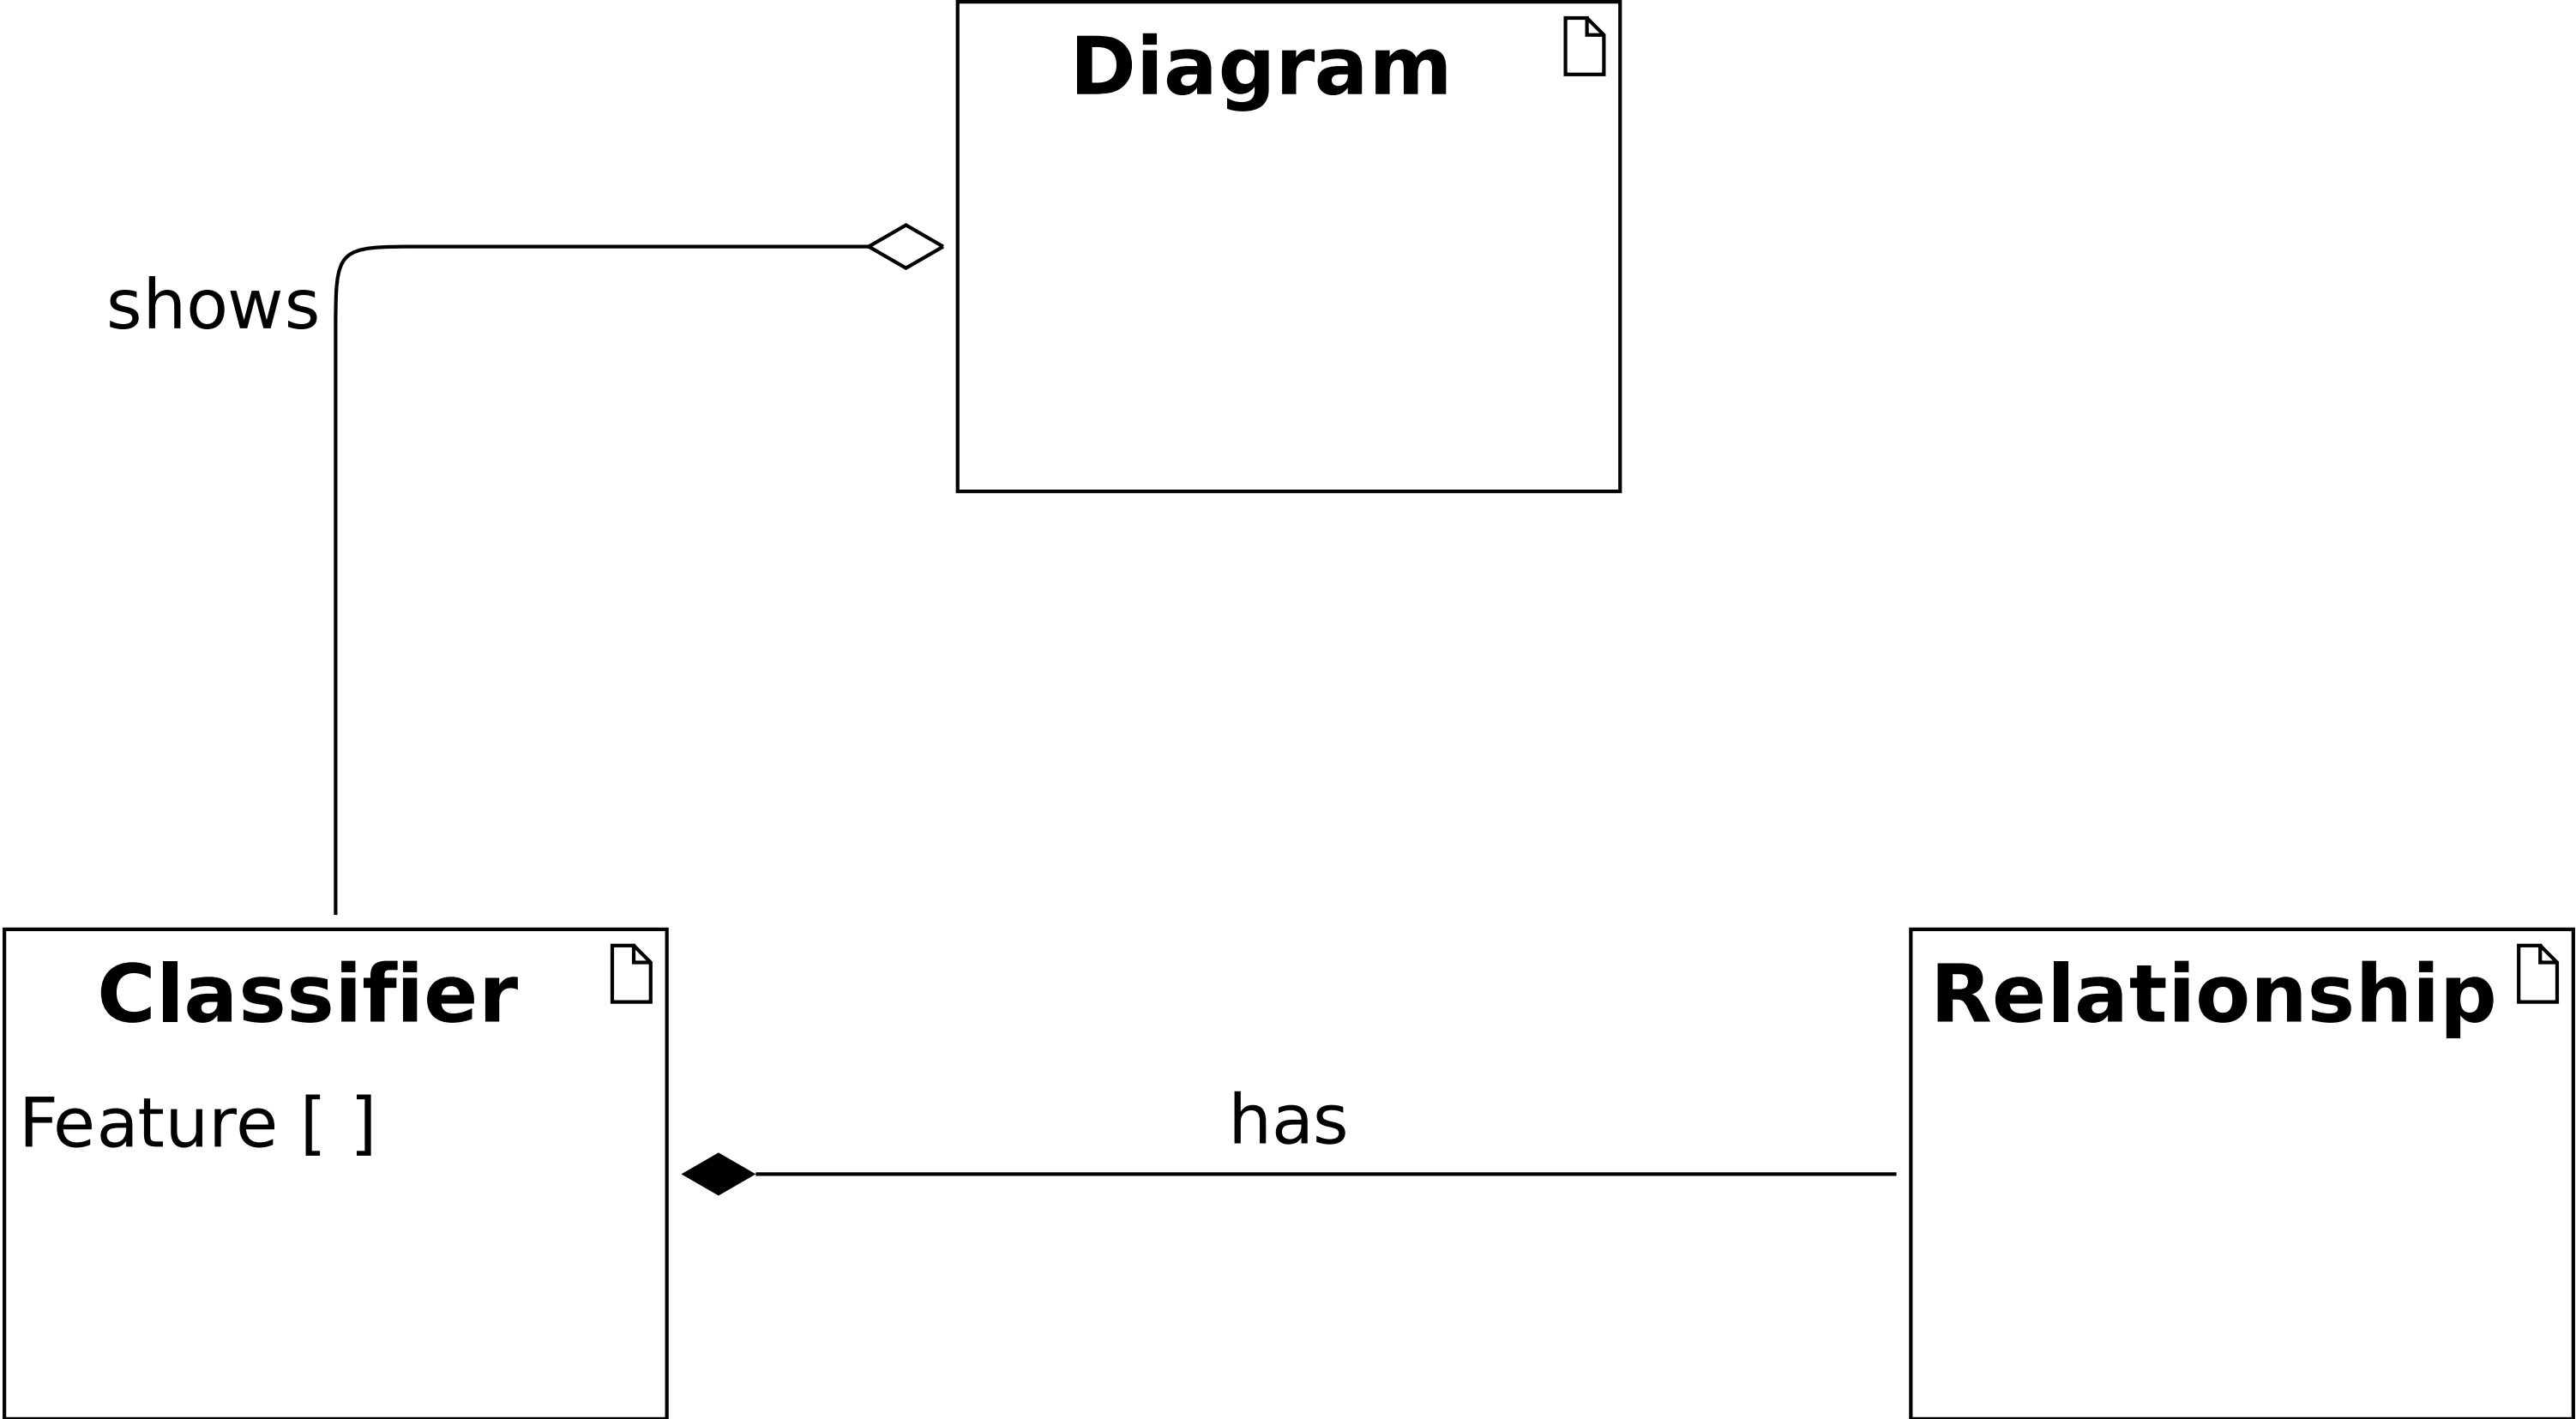 Diagram
shows
Classifier
Relationship
Feature [ ]
has